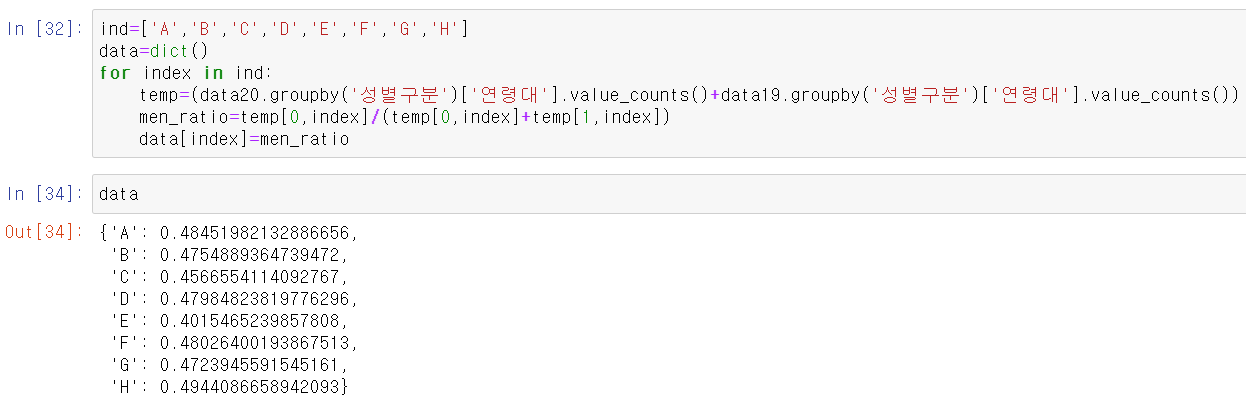 In [32]: ind=['A','B','C','D','E','F','G','H']
data=dict()
for index in ind:
    temp=(data20.groupby('성별구분')['연령대'].value_counts()+data19.groupby('성별구분')['연령대'].value_counts())
    men_ratio=temp[0,index]/(temp[0,index]+temp[1,index])
    data[index]=men_ratio
In [34]: data
Out[34]: {'A': 0.48451982132886656,
 'B': 0.4754889364739472,
 'C': 0.4566554114092767,
 'D': 0.47984823819776296,
 'E': 0.4015465239857808,
 'F': 0.48026400193867513,
 'G': 0.4723945591545161,
 'H': 0.4944086658942093}